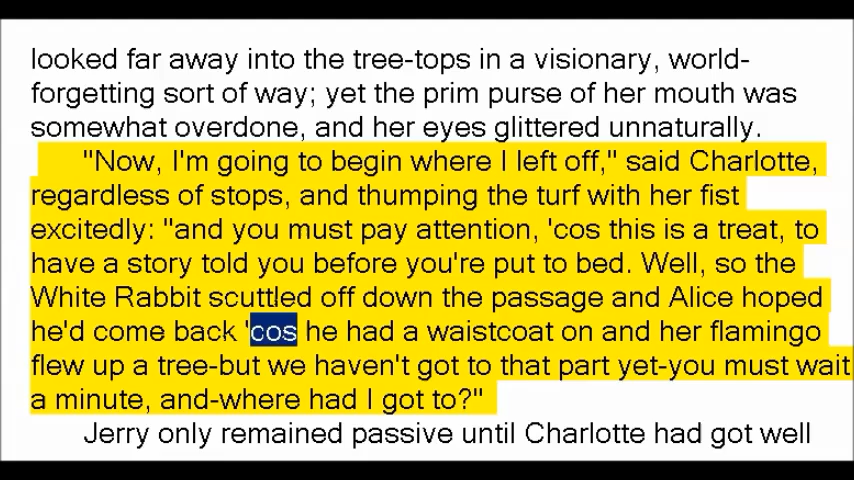 looked far away into the tree-tops in a visionary, world-
forgetting sort of way; yet the prim purse of her mouth was
somewhat overdone, and her eyes glittered unnaturally.
"Now, I'm going to begin where I left off," said Charlotte,
regardless of stops, and thumping the turf with her fist
excitedly: "and you must pay attention, 'cos this is a treat, to
have a story told you before you're put to bed. Well, so the
White Rabbit scuttled off down the passage and Alice hoped
he'd come back 'cos he had a waistcoat on and her flamingo
flew up a tree-but we haven't got to that part yet-you must wait
a minute, and-where had I got to?"
Jerry only remained passive until Charlotte had got well